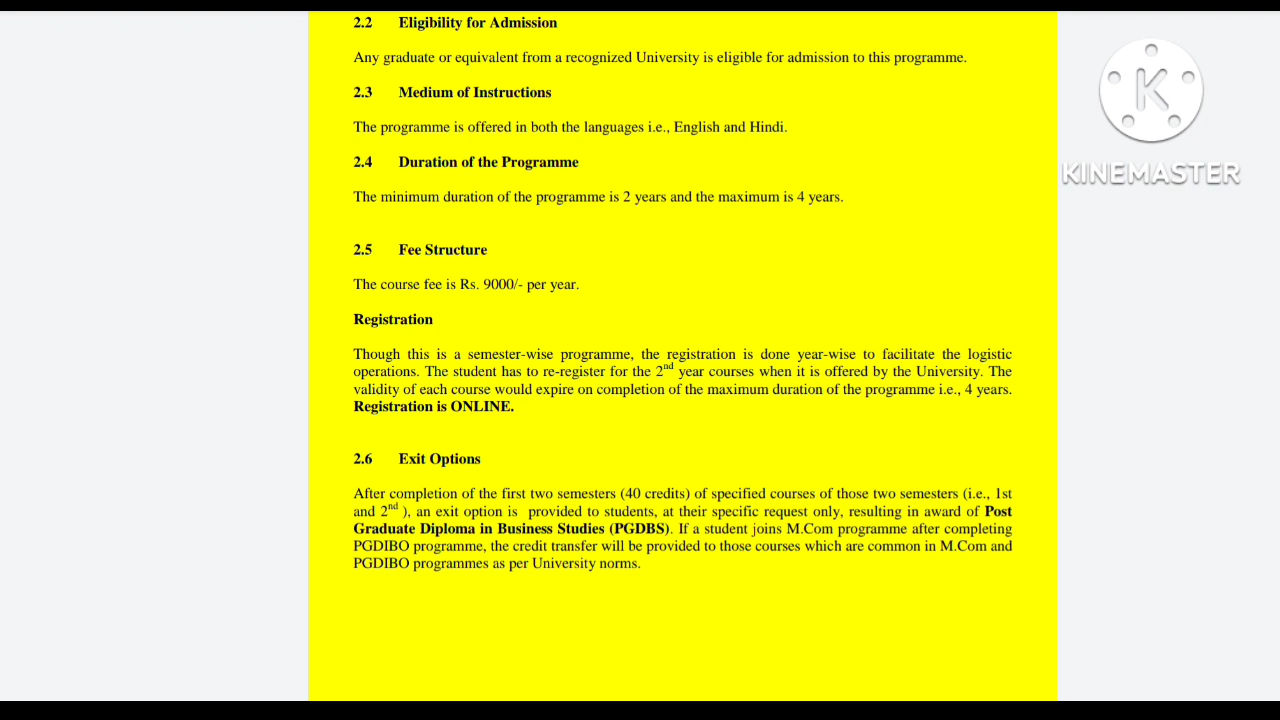 2.2 Eligibility for Admission
Any graduate or equivalent from a recognized University is eligible for admission to this programme.
2.3 Medium of Instructions
The programme is offered in both the languages i.e., English and Hindi.
2.4 Duration of the Programme
The minimum duration of the programme is 2 years and the maximum is 4 years.
2.5 Fee Structure
The course fee is Rs. 9000/- per year.
Registration
Though this is a semester-wise programme, the registration is done year-wise to facilitate the logistic
operations. The student has to re-register for the 2nd year courses when it is offered by the University. The
validity of each course would expire on completion of the maximum duration of the programme i.e., 4 years.
Registration is ONLINE.
2.6 Exit Options
After completion of the first two semesters (40 credits) of specified courses of those two semesters (i.e., 1st
and 2nd ), an exit option is provided to students, at their specific request only, resulting in award of Post
Graduate Diploma in Business Studies (PGDBS). If a student joins M.Com programme after completing
PGDIBO programme, the credit transfer will be provided to those courses which are common in M.Com and
PGDIBO programmes as per University norms.
K
KINEMASTER